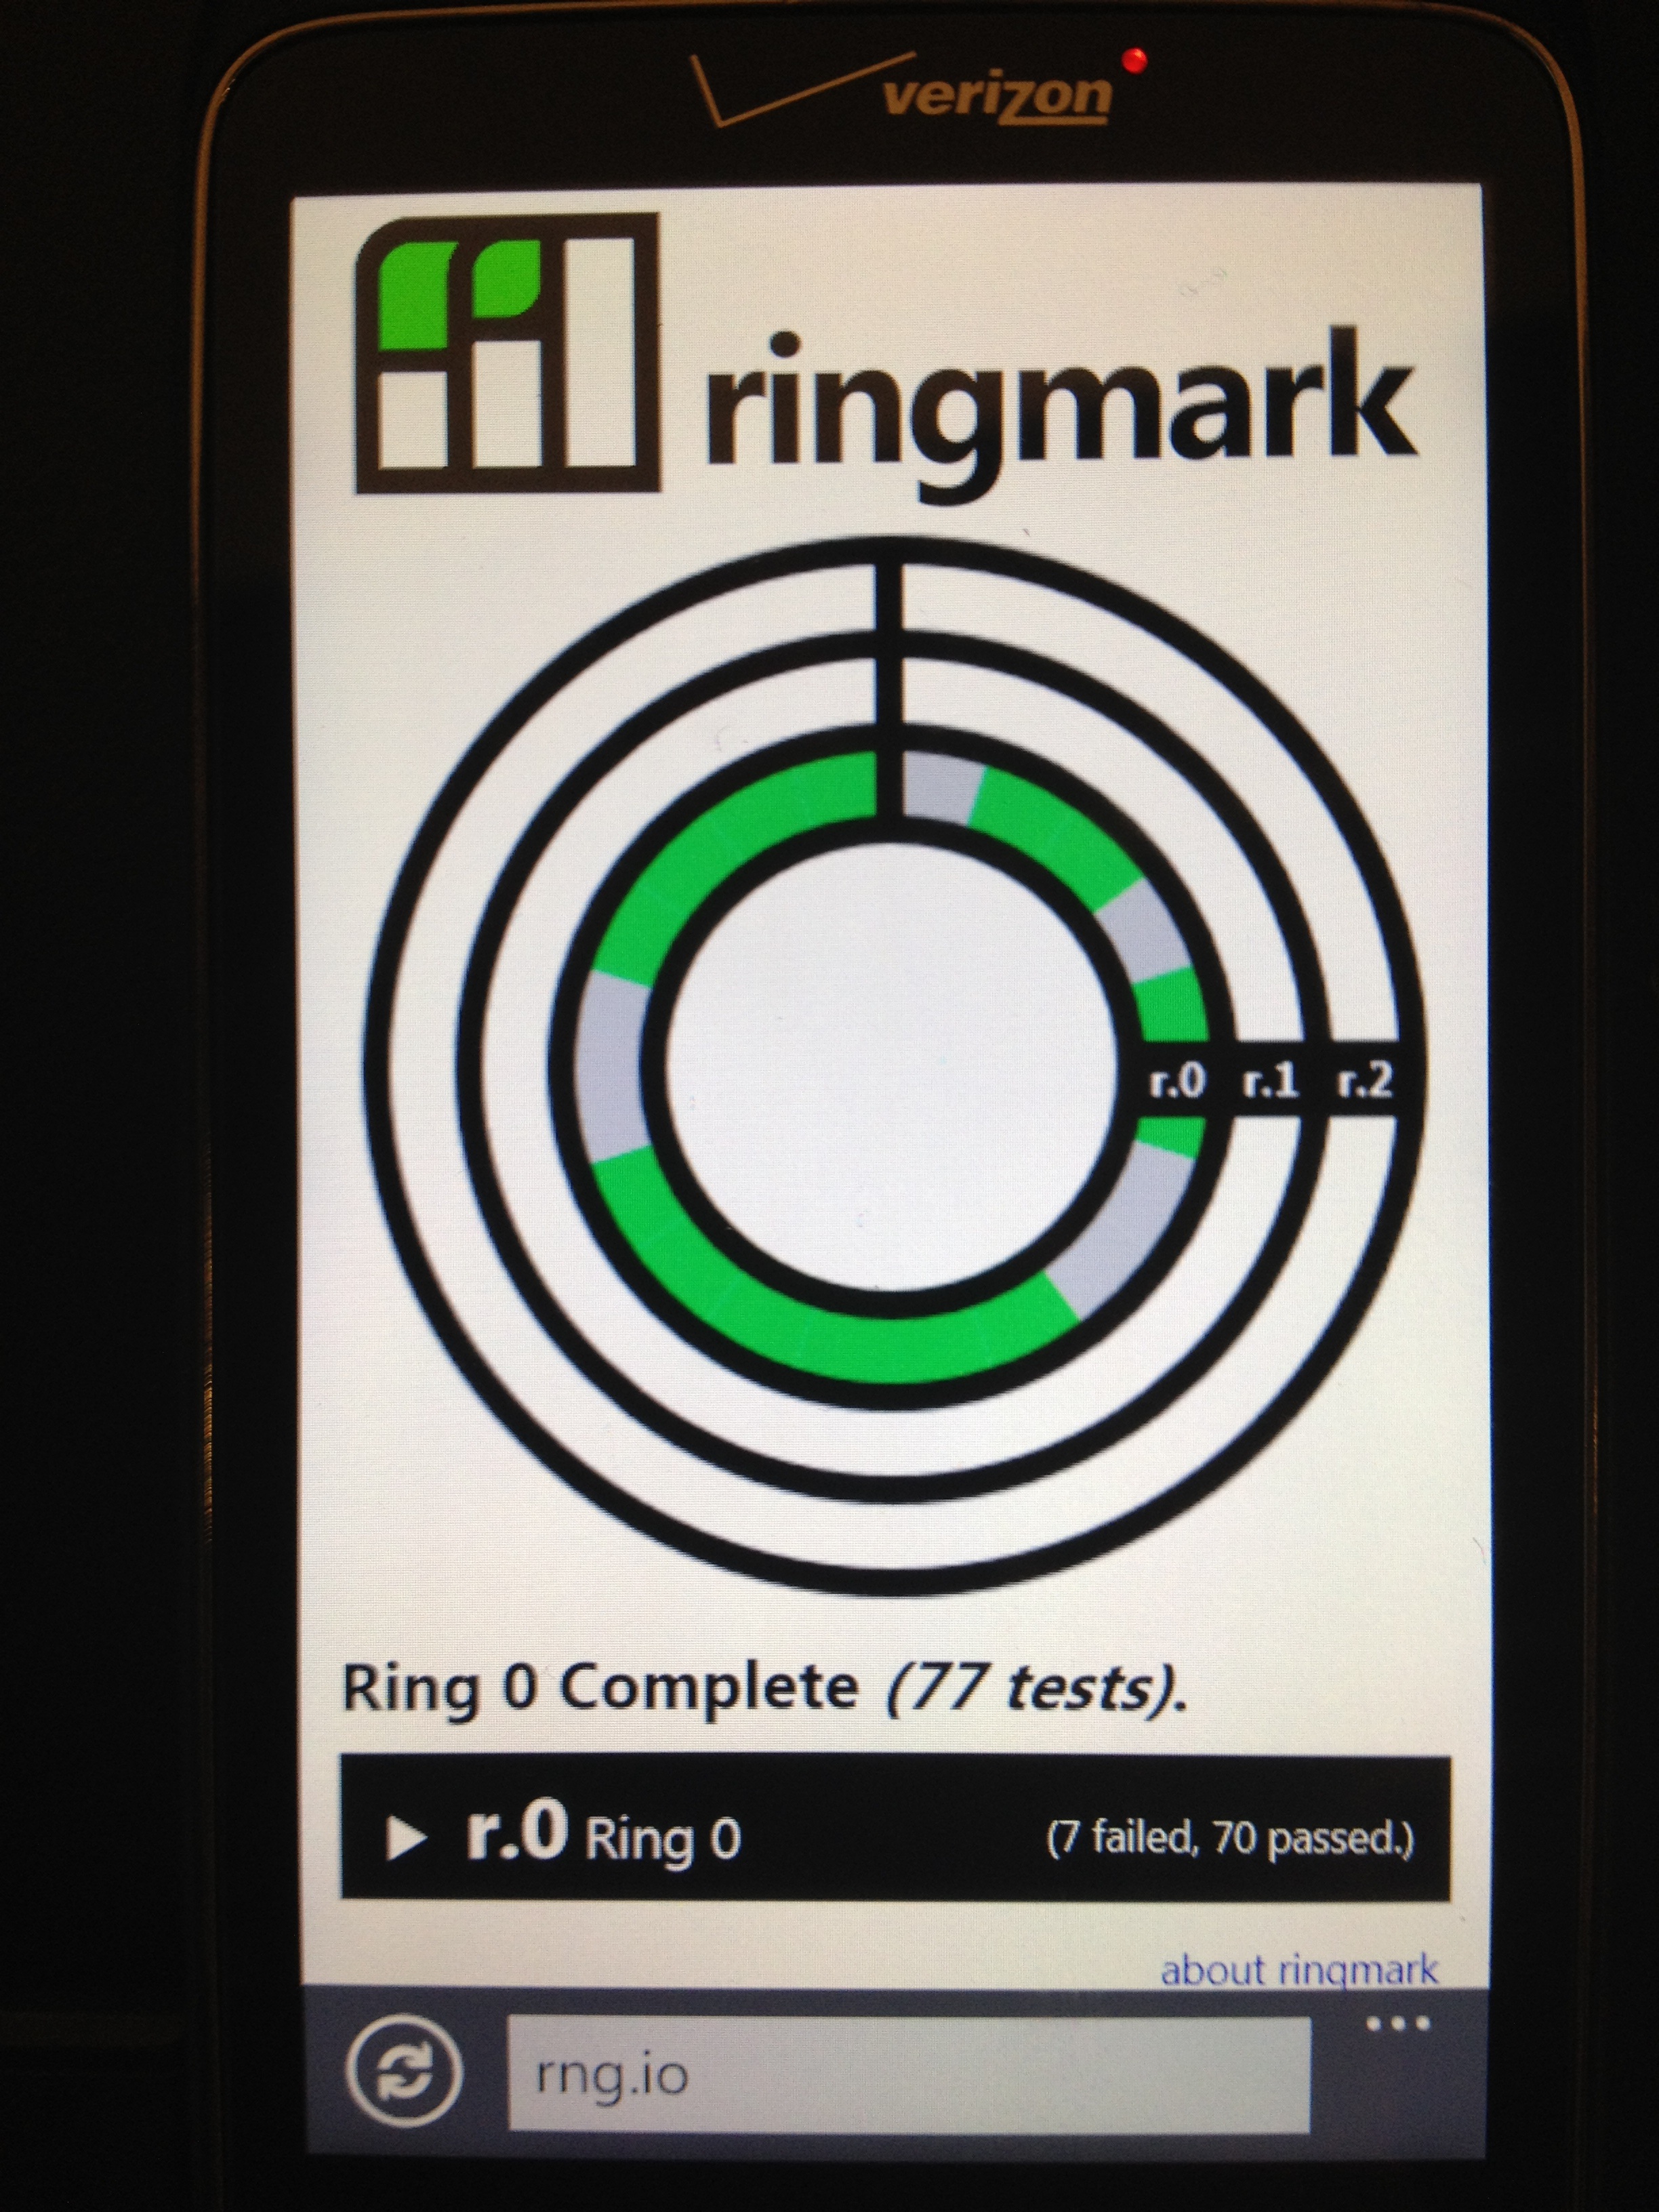 verizon
ringmark
r.0 r.1 r.2
Ring 0 Complete (77 tests).
r.0 Ring 0 (7 failed, 70 passed.)
about ringmark
rng.io